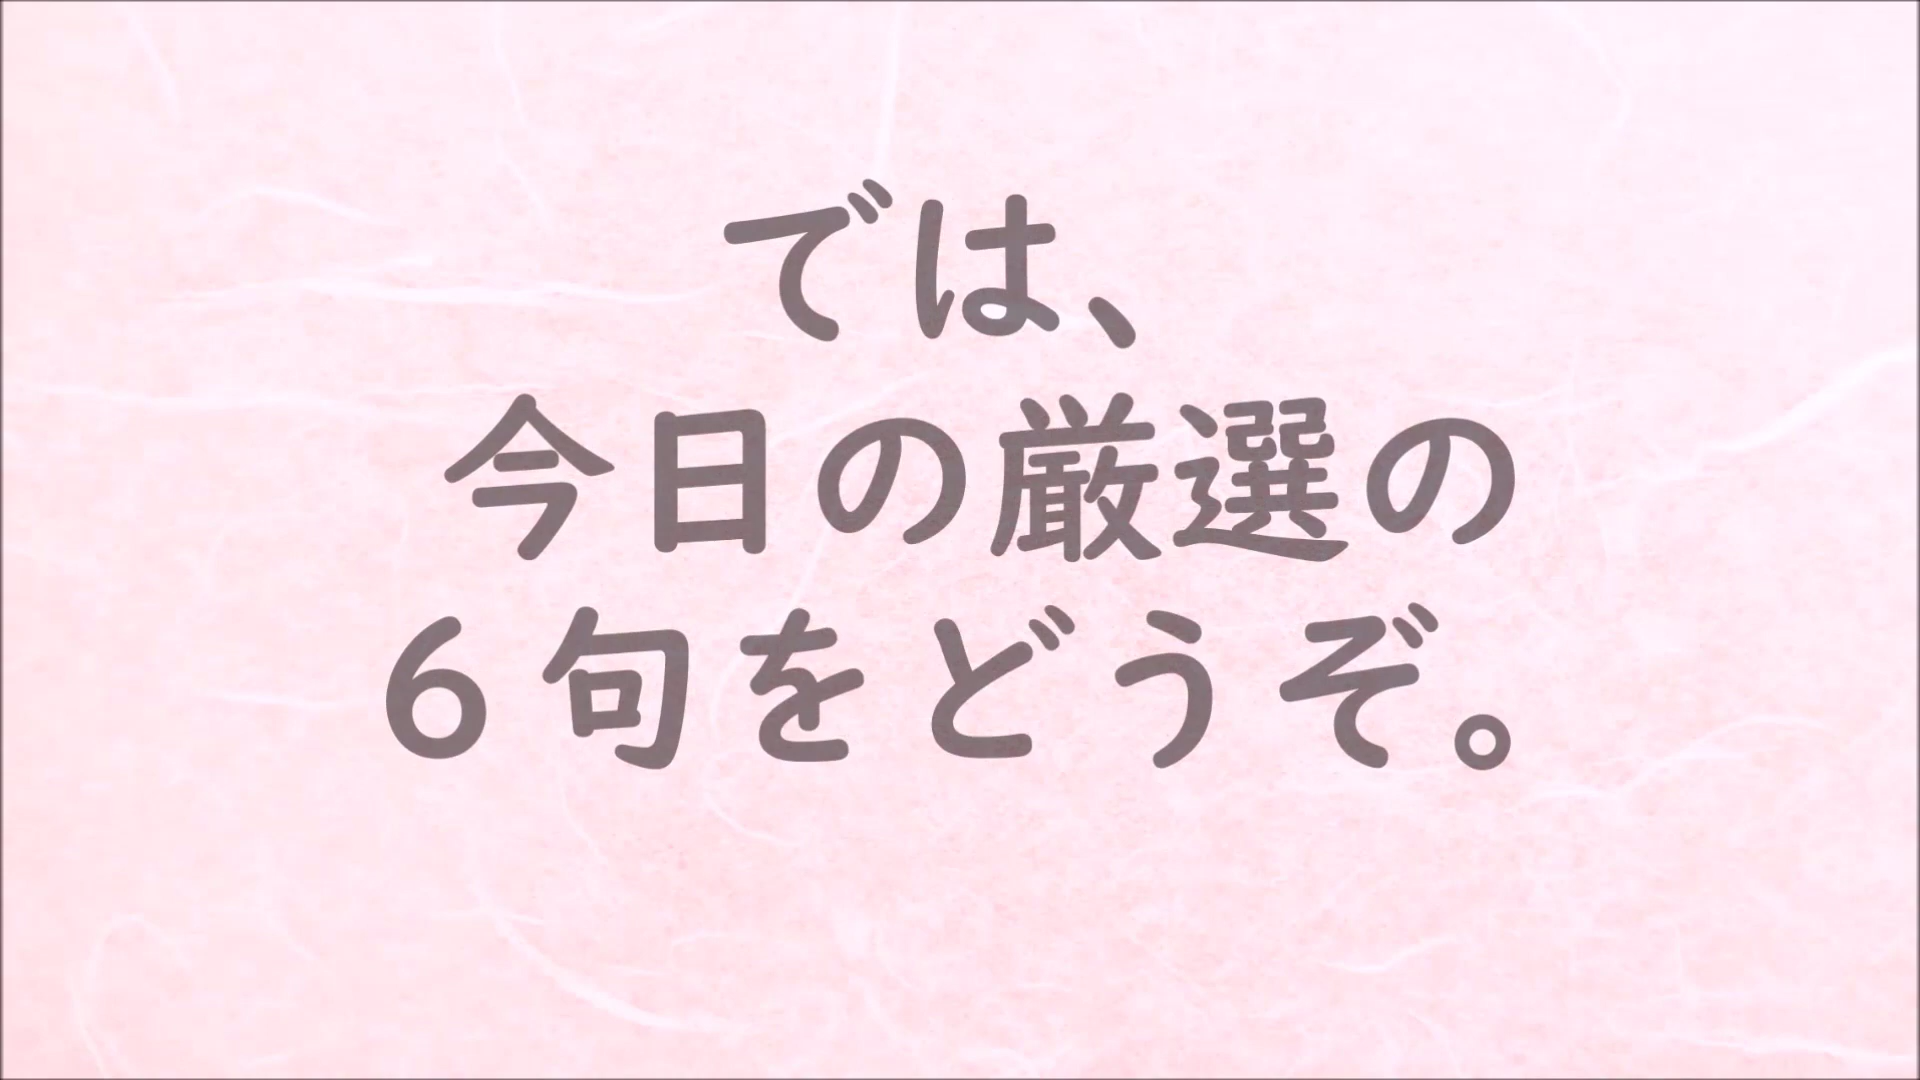 では、
今日の厳選の
６句をどうぞ。